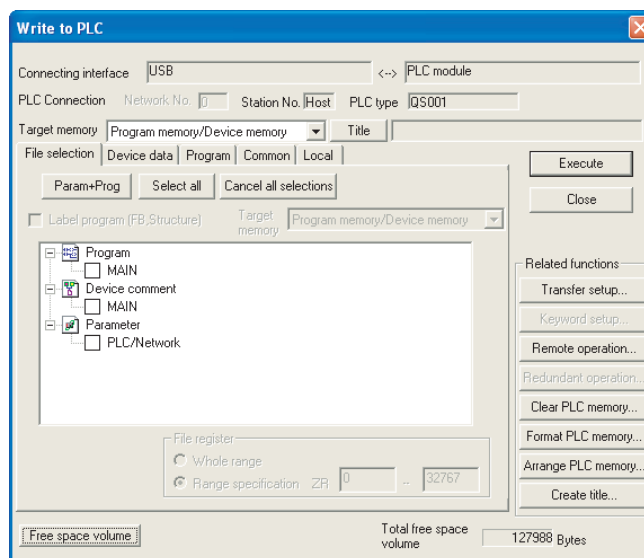 Write to PLC
Connecting interface USB <--> PLC module
PLC Connection Network No. 0 Station No. Host PLC type QS001
Target memory Program memory/Device memory Title
File selection Device data Program Common Local
Execute
Param+Prog Select all Cancel all selections
Close
Label program (FB,Structure) Target memory Program memory/Device memory
Program
MAIN
Device comment
MAIN
Parameter
PLC/Network
Related functions
Transfer setup...
Keyword setup...
Remote operation...
Redundant operation...
Clear PLC memory...
Format PLC memory...
Arrange PLC memory...
Create title...
File register
Whole range
Range specification ZR 0 -- 32767
Free space volume
Total free space volume 127988 Bytes